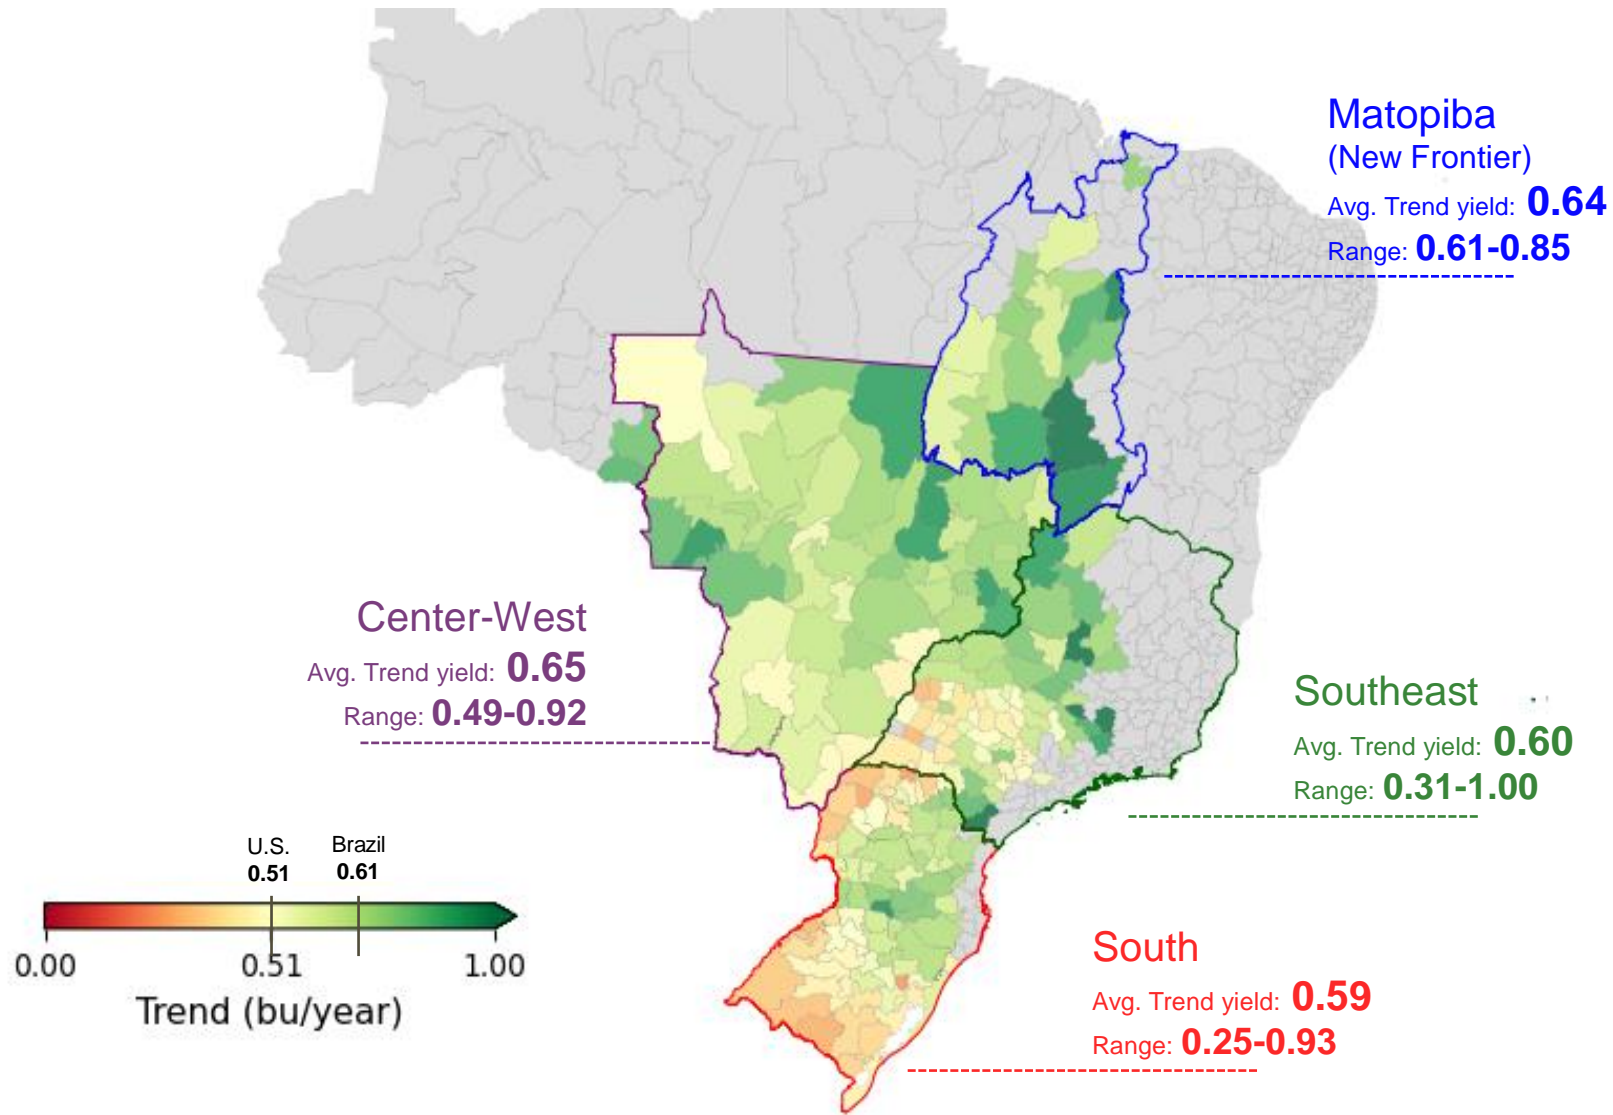 Matopiba
(New Frontier)
Avg. Trend yield: 0.64
Range: 0.61-0.85
Center-West
Avg. Trend yield: 0.65
Range: 0.49-0.92
Southeast
Avg. Trend yield: 0.60
Range: 0.31-1.00
U.S.
0.51
Brazil
0.61
0.00
0.51
1.00
Trend (bu/year)
South
Avg. Trend yield: 0.59
Range: 0.25-0.93